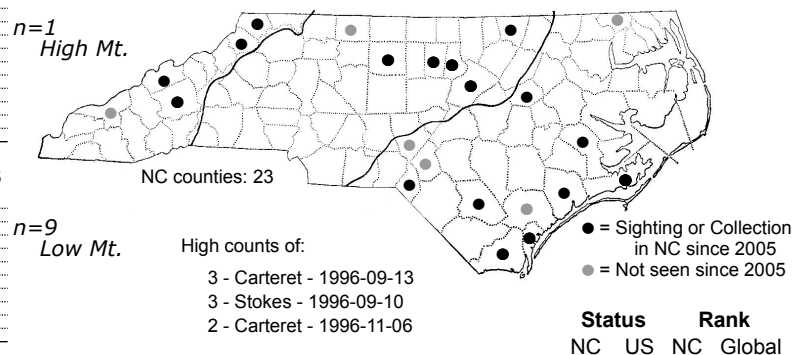 n=1
High Mt.
NC counties: 23
n=9
Low Mt.
High counts of:
3 - Carteret - 1996-09-13
3 - Stokes - 1996-09-10
2 - Carteret - 1996-11-06
= Sighting or Collection
in NC since 2005
= Not seen since 2005
Status Rank
NC US NC Global